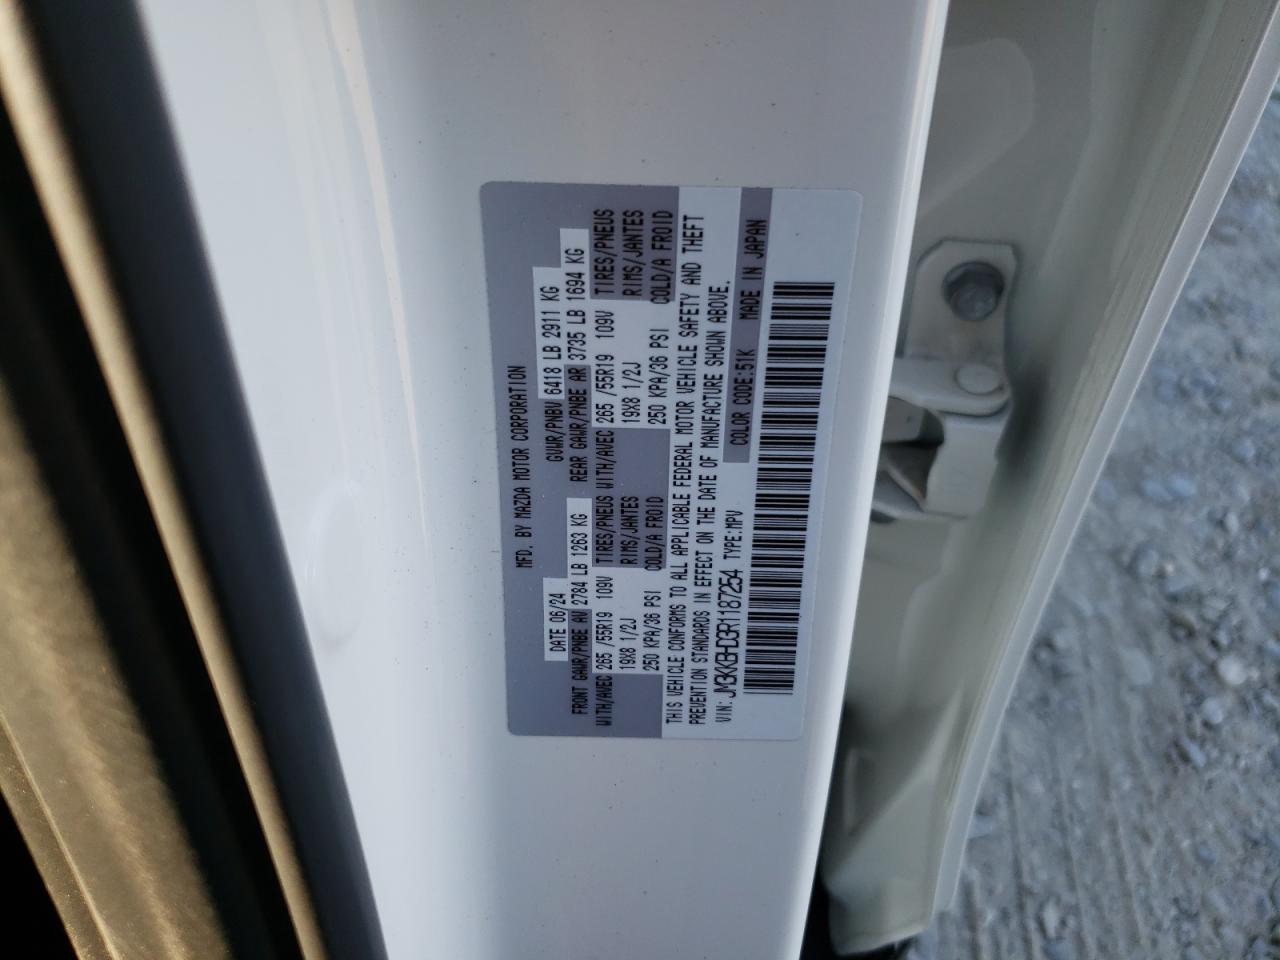 MFD. BY MAZDA MOTOR CORPORATION
DATE 06/24 GVWR/PNBV 6418 LB 2911 KG
FRONT GAWR/PNBE AV 2784 LB 1263 KG REAR GAWR/PNBE AR 3735 LB 1694 KG
WITH/AVEC 265 /55R19 109V TIRES/PNEUS WITH/AVEC 265 /55R19 109V TIRES/PNEUS
19X8 1/2J RIMS/JANTES 19X8 1/2J RIMS/JANTES
250 KPA/36 PSI COLD/A FROID 250 KPA/36 PSI COLD/A FROID
THIS VEHICLE CONFORMS TO ALL APPLICABLE FEDERAL MOTOR VEHICLE SAFETY AND THEFT
PREVENTION STANDARDS IN EFFECT ON THE DATE OF MANUFACTURE SHOWN ABOVE.
VIN: JM3KKBHD3R1187254 TYPE:MPV COLOR CODE:51K MADE IN JAPAN